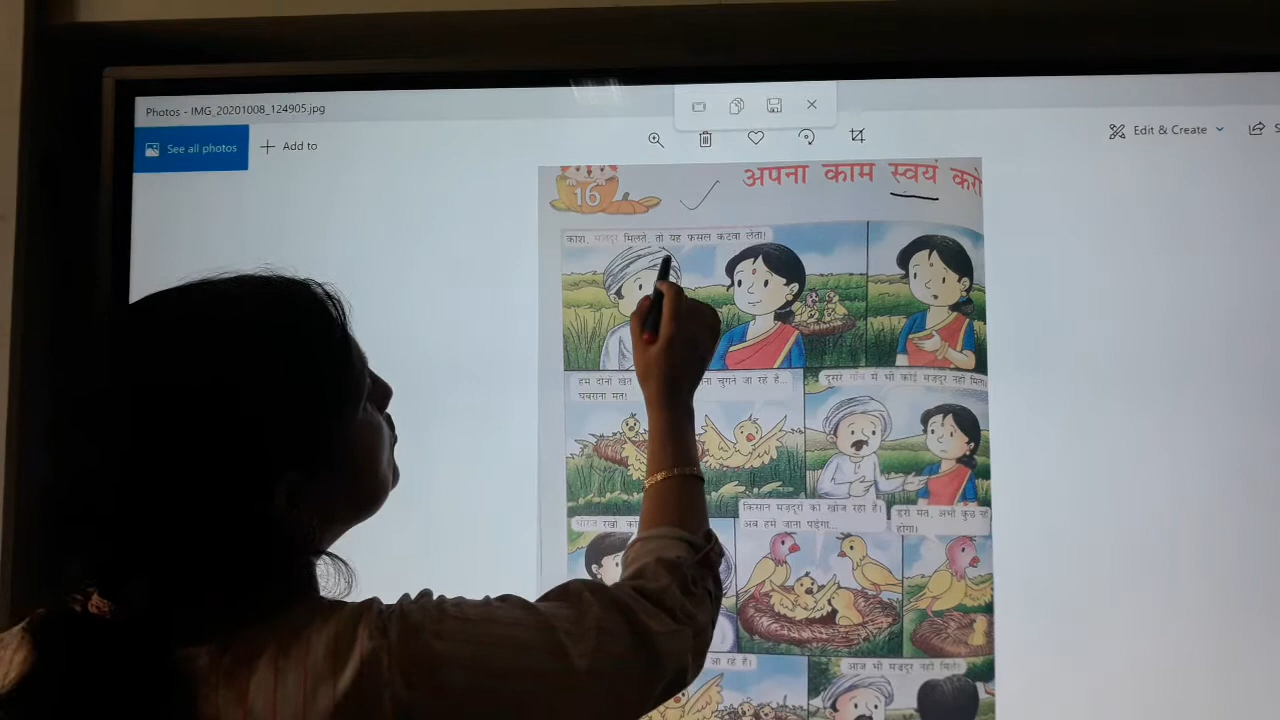 Photos - IMG_20201008_124905.jpg
See all photos
Add to
Edit & Create
16
अपना काम स्वयं करो
काश, मजदूर मिलते, तो यह फसल कटवा लेता!
हम दोनों खेत
चुगने जा रहे हैं...
घबराना मत!
दूसरे गाँव में भी कोई मजदूर नहीं मिला
किसान मजदूरों को खोज रहा है।
अब हमें जाना पड़ेगा...
डरो मत, अभी कुछ
होगा।
धीरज रखो,
जा रहे हैं।
आज भी मजदूर नहीं मिले।